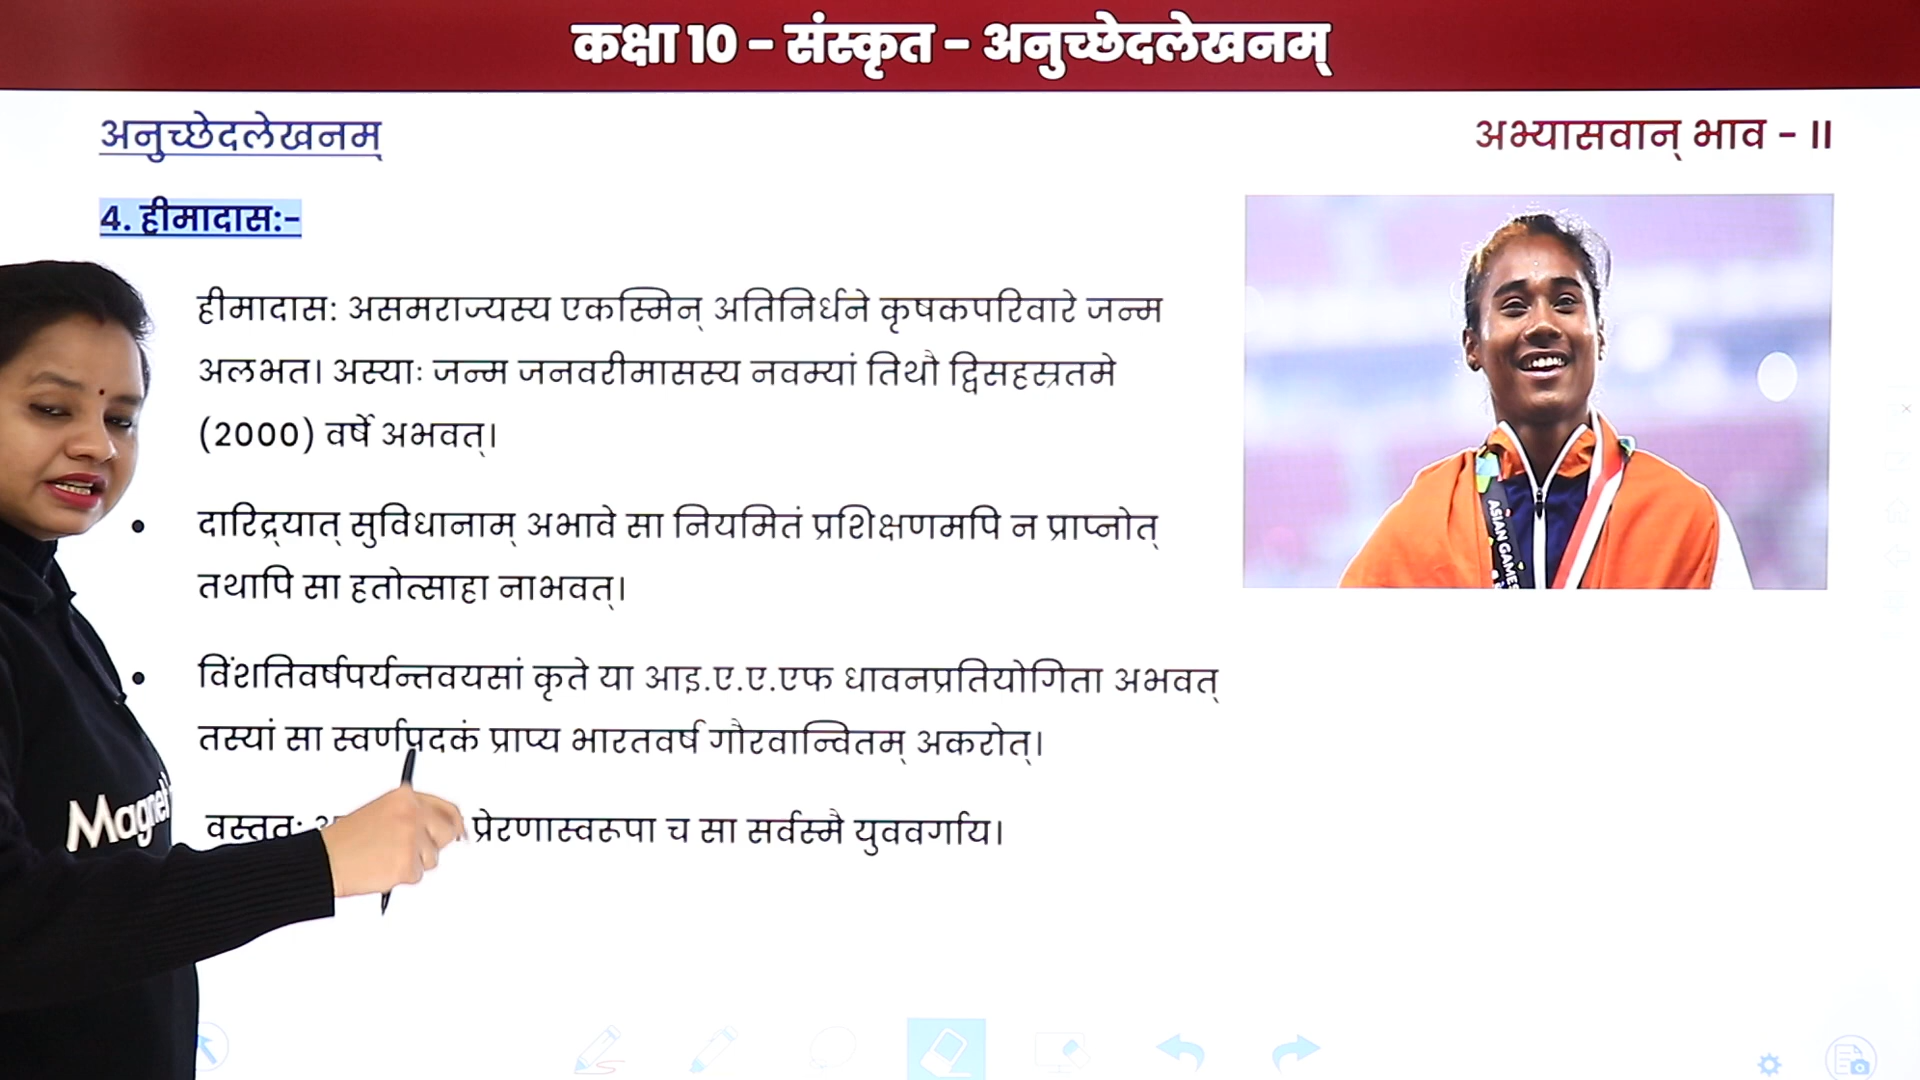 कक्षा 10 - संस्कृत - अनुच्छेदलेखनम्
अनुच्छेदलेखनम्
अभ्यासवान् भाव - II
4. हीमादासः-
हीमादासः असमराज्यस्य एकस्मिन् अतिनिर्धने कृषकपरिवारे जन्म
अलभत। अस्याः जन्म जनवरीमासस्य नवम्यां तिथौ द्विसहस्रतमे
(2000) वर्षे अभवत्।
दारिद्र्यात् सुविधानाम् अभावे सा नियमितं प्रशिक्षणमपि न प्राप्नोत्
तथापि सा हतोत्साहा नाभवत्।
विंशतिवर्षपर्यन्तवयसां कृते या आइ.ए.ए.एफ धावनप्रतियोगिता अभवत्
तस्यां सा स्वर्णपदकं प्राप्य भारतवर्षं गौरवान्वितम् अकरोत्।
वस्तुतः प्रेरणास्वरूपा च सा सर्वस्मै युववर्गाय।
ASIAN GAMES